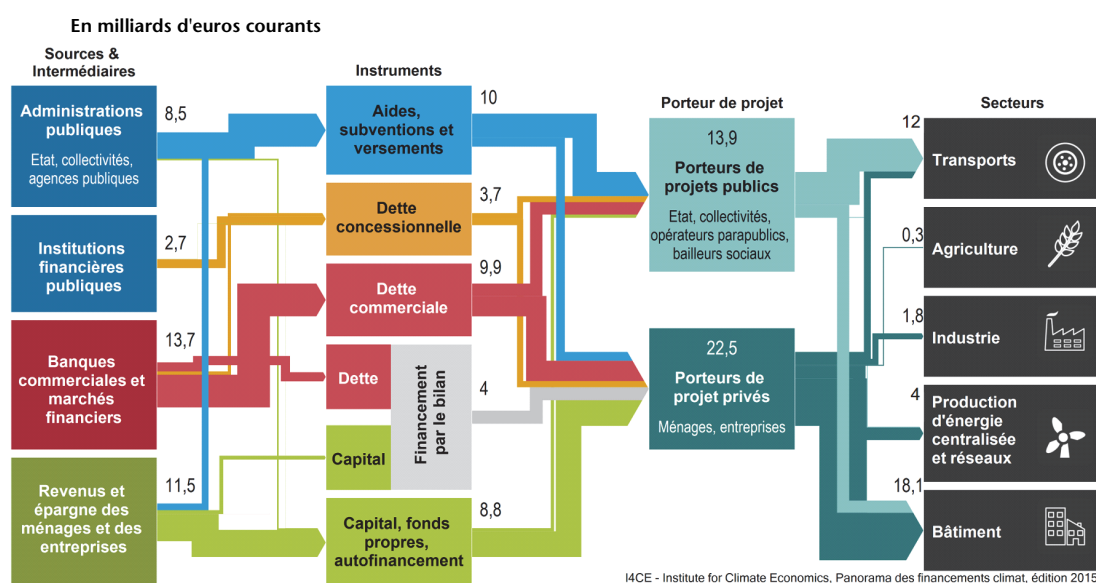 En milliards d'euros courants
Sources &
Intermédiaires
Administrations
publiques
Etat, collectivités,
agences publiques
8,5
Institutions
financières
publiques
2,7
Banques
commerciales et
marchés
financiers
13,7
Revenus et
épargne des
ménages et des
entreprises
11,5
Instruments
Aides,
subventions et
versements
10
Dette
concessionnelle
3,7
Dette
commerciale
9,9
Dette
Capital
Financement
par le bilan
4
Capital, fonds
propres,
autofinancement
8,8
Porteur de projet
13,9
Porteurs de
projets publics
Etat, collectivités,
opérateurs parapublics,
bailleurs sociaux
22,5
Porteurs de
projet privés
Ménages, entreprises
Secteurs
12
Transports
0,3
Agriculture
1,8
Industrie
4
Production
d'énergie
centralisée
et réseaux
18,1
Bâtiment
I4CE - Institute for Climate Economics, Panorama des financements climat, édition 2015